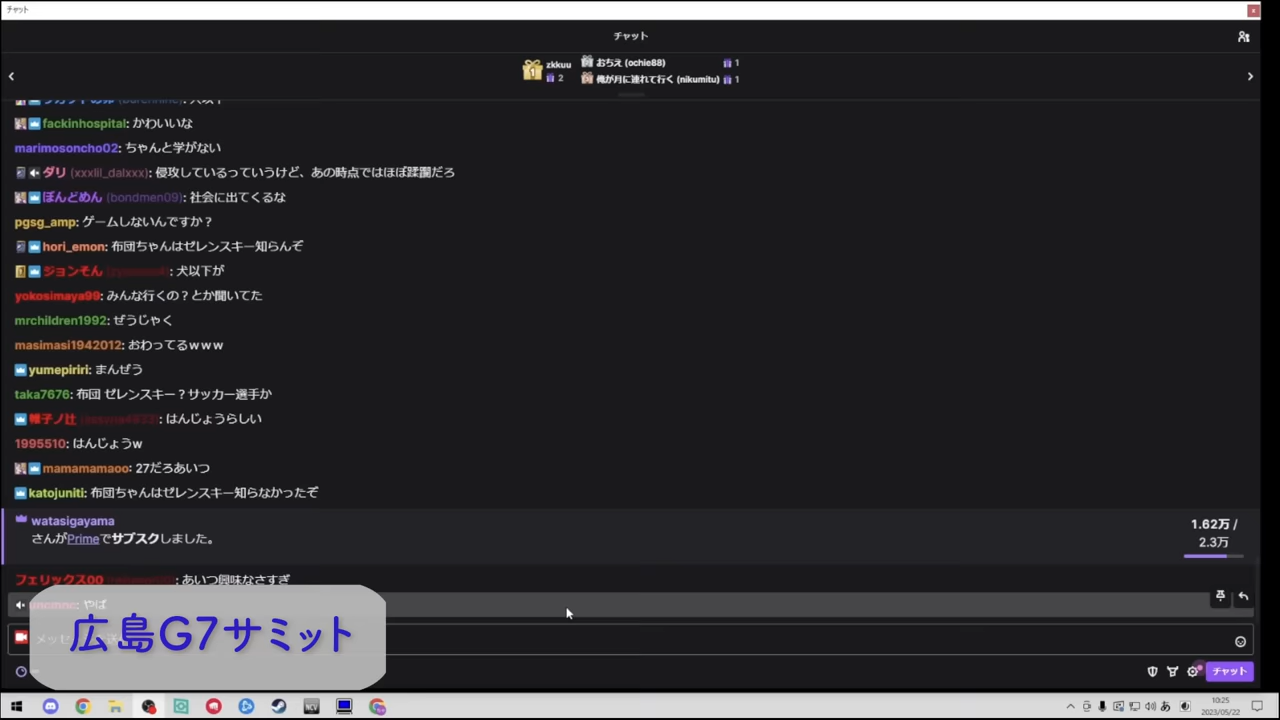 チャット
チャット
zkkuu
2
おちえ (ochie88) 1
俺が月に連れて行く (nikumitu) 1
fackinhospital: かわいいな
marimosoncho02: ちゃんと学がない
ダリ (xxxlil_dalxxx): 侵攻しているっていうけど、あの時点ではほぼ蹂躙だろ
ぼんどめん (bondmen09): 社会に出てくるな
pgsg_amp: ゲームしないんですか？
hori_emon: 布団ちゃんはゼレンスキー知らんぞ
ジョンそん : 犬以下が
yokosimaya99: みんな行くの？とか聞いてた
mrchildren1992: ぜうじゃく
masimasi1942012: おわってるｗｗｗ
yumepiriri: まんぜう
taka7676: 布団 ゼレンスキー？サッカー選手か
帷子ノ辻 : はんじょうらしい
1995510: はんじょうw
mamamamaoo: 27だろあいつ
katojuniti: 布団ちゃんはゼレンスキー知らなかったぞ
watasigayama
さんがPrimeでサブスクしました。
1.62万 /
2.3万
フェリックス00 : あいつ興味なさすぎ
: やば
広島G7サミット
チャット
NCV
あ
10:25
2023/05/22